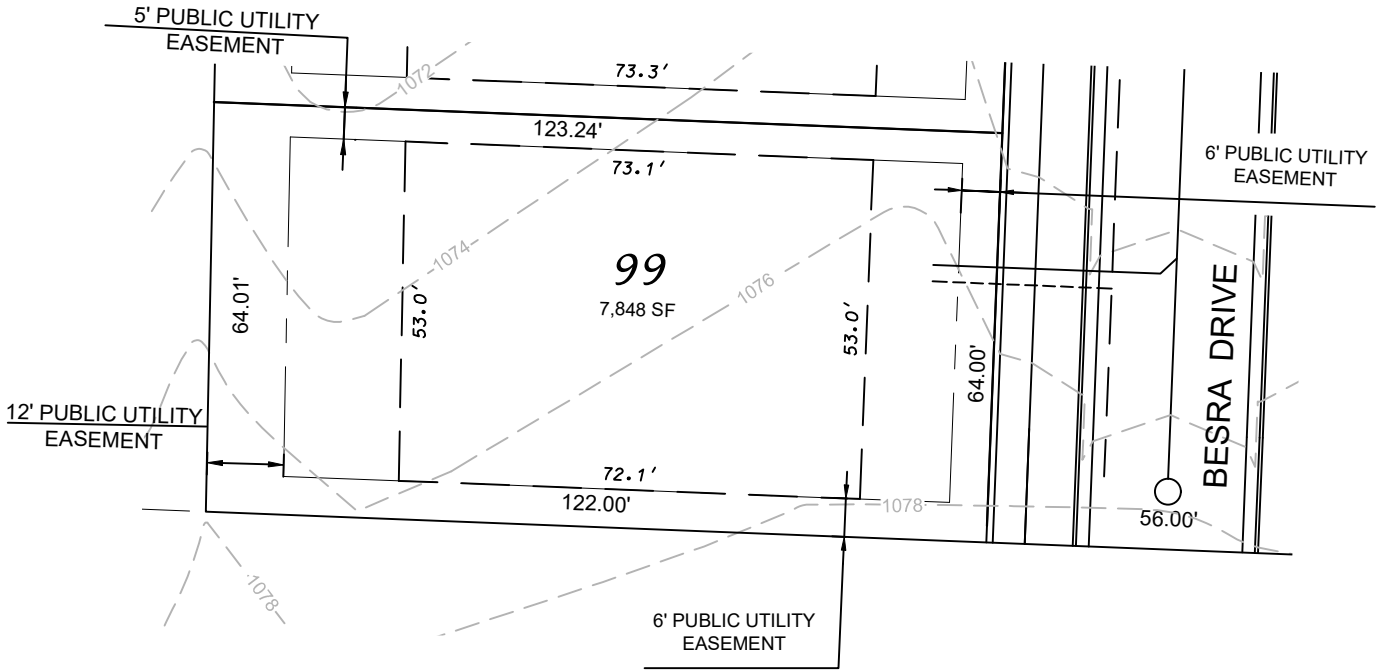 5' PUBLIC UTILITY
EASEMENT
1072
73.3'
123.24'
73.1'
6' PUBLIC UTILITY
EASEMENT
1074
99
7,848 SF
1076
64.01'
53.0'
53.0'
64.00'
BESRA DRIVE
12' PUBLIC UTILITY
EASEMENT
72.1'
122.00'
1078
56.00'
1078
6' PUBLIC UTILITY
EASEMENT